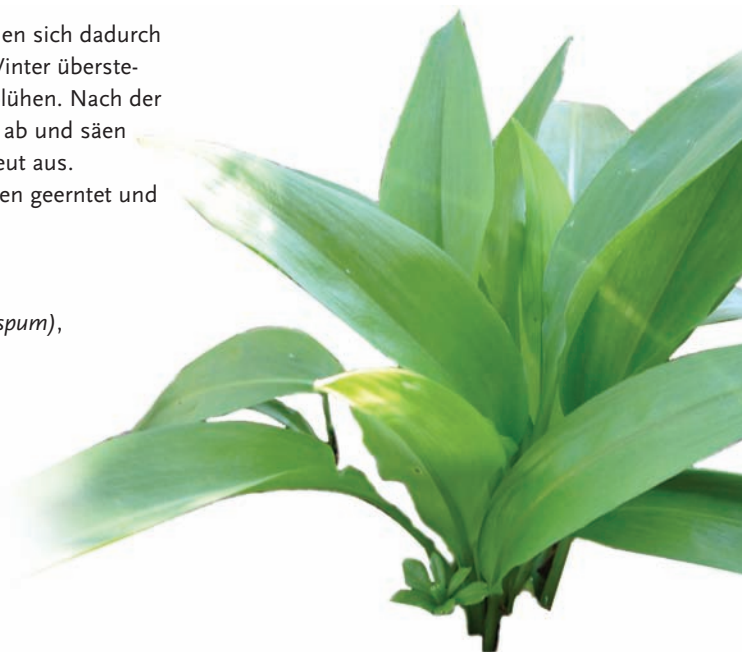 en sich dadurch
Winter überste-
lühen. Nach der
ab und säen
eut aus.
en geerntet und
spum),